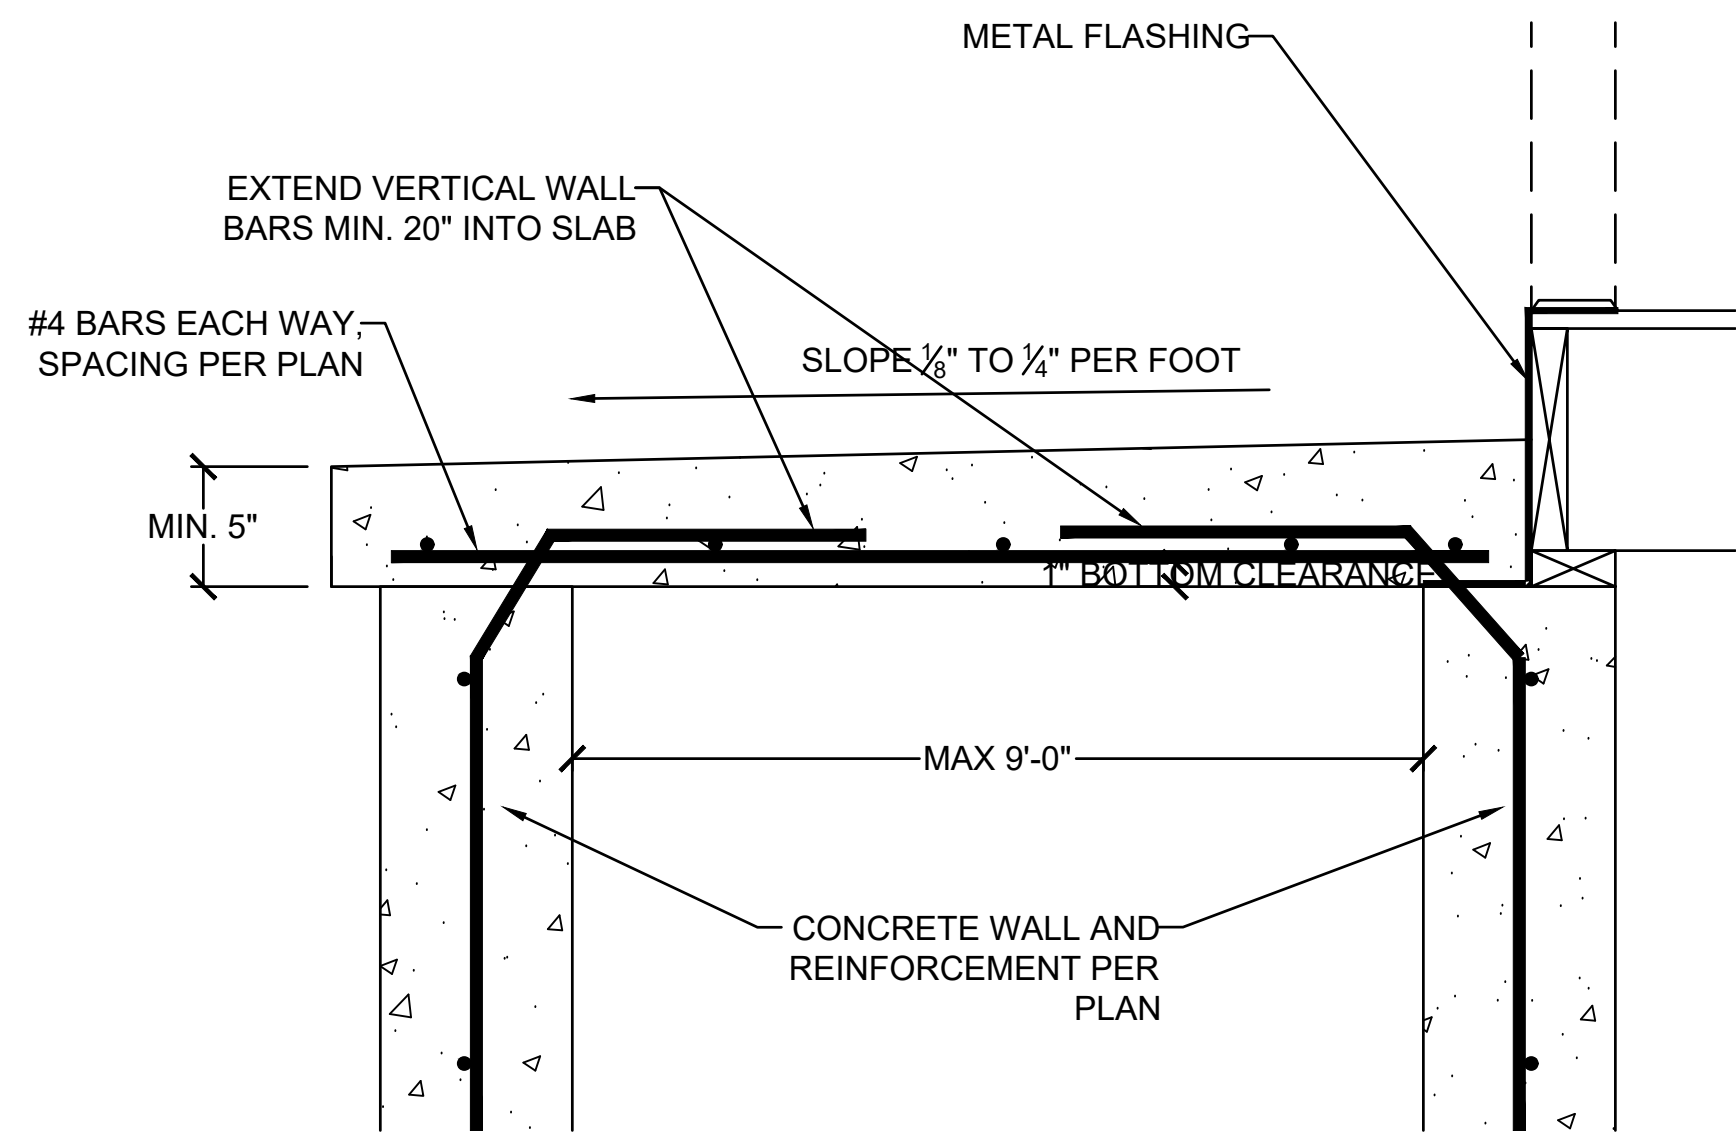 METAL FLASHING
EXTEND VERTICAL WALL
BARS MIN. 20" INTO SLAB
#4 BARS EACH WAY,
SPACING PER PLAN
SLOPE ⅛" TO ¼" PER FOOT
MIN. 5"
1" BOTTOM CLEARANCE
MAX 9'-0"
CONCRETE WALL AND
REINFORCEMENT PER
PLAN